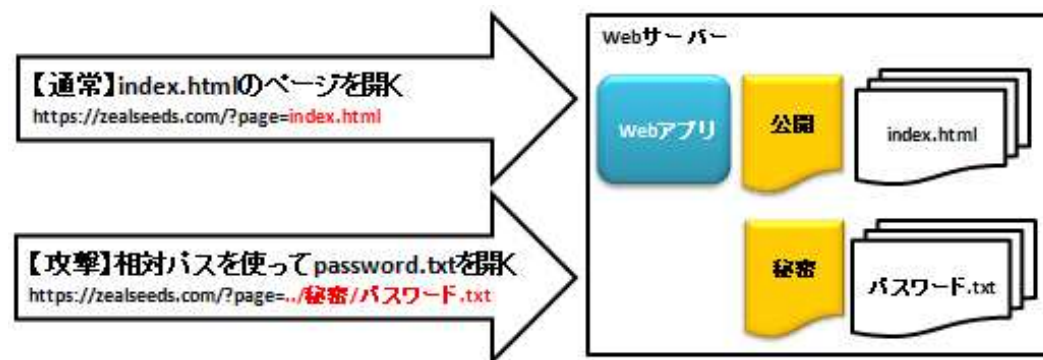 【通常】index.htmlのページを開く
https://zealseeds.com/?page=index.html
【攻撃】相対パスを使ってpassword.txtを開く
https://zealseeds.com/?page=../秘密/パスワード.txt
Webサーバー
Webアプリ
公開
index.html
秘密
パスワード.txt